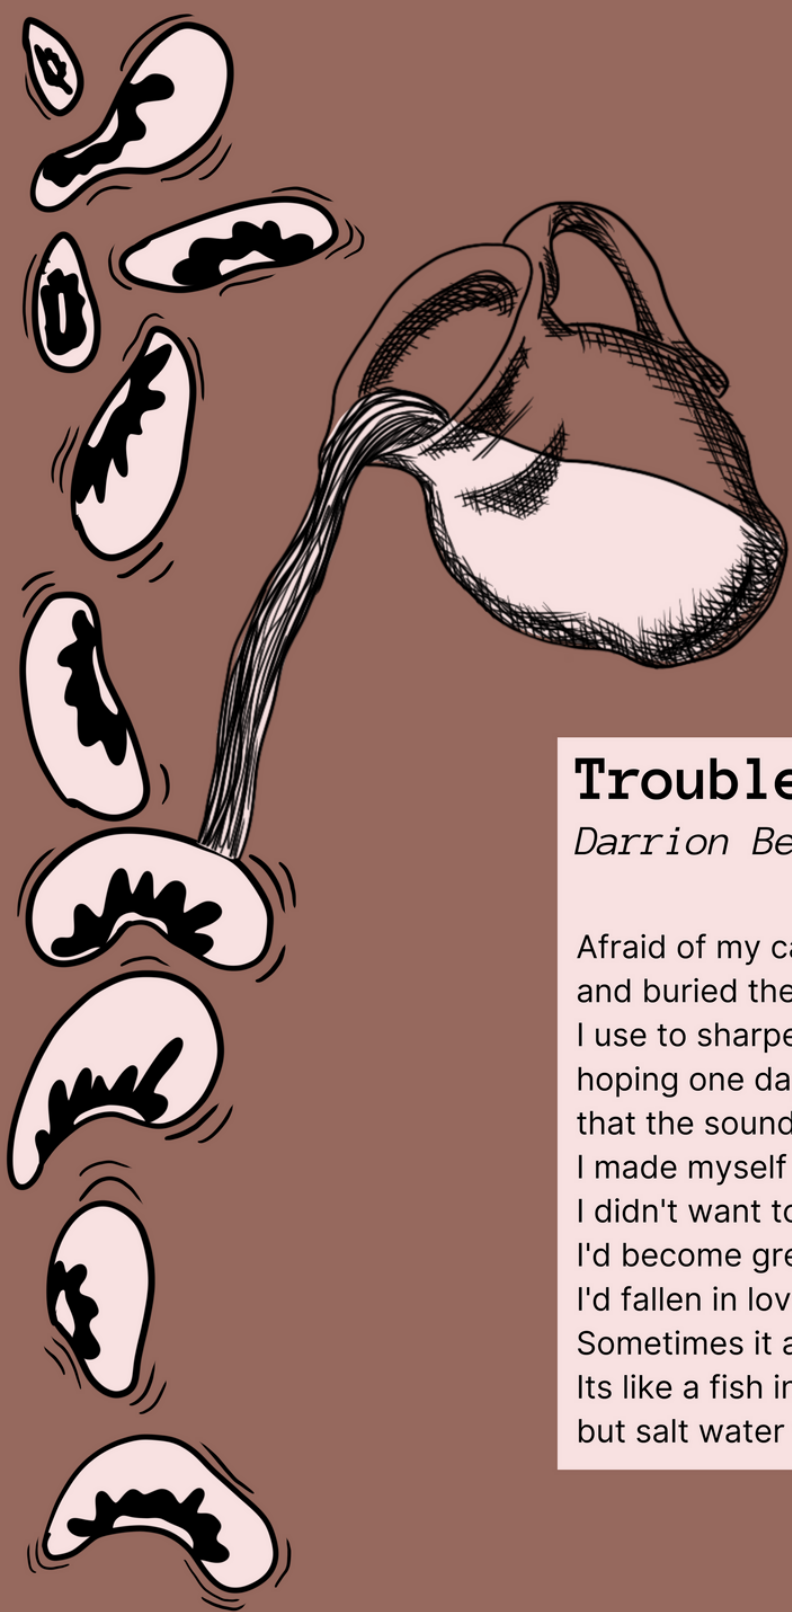 Trouble
Darrion Be
Afraid of my ca
and buried the
I use to sharpe
hoping one da
that the sound
I made myself
I didn't want to
I'd become gre
I'd fallen in lov
Sometimes it a
Its like a fish in
but salt water